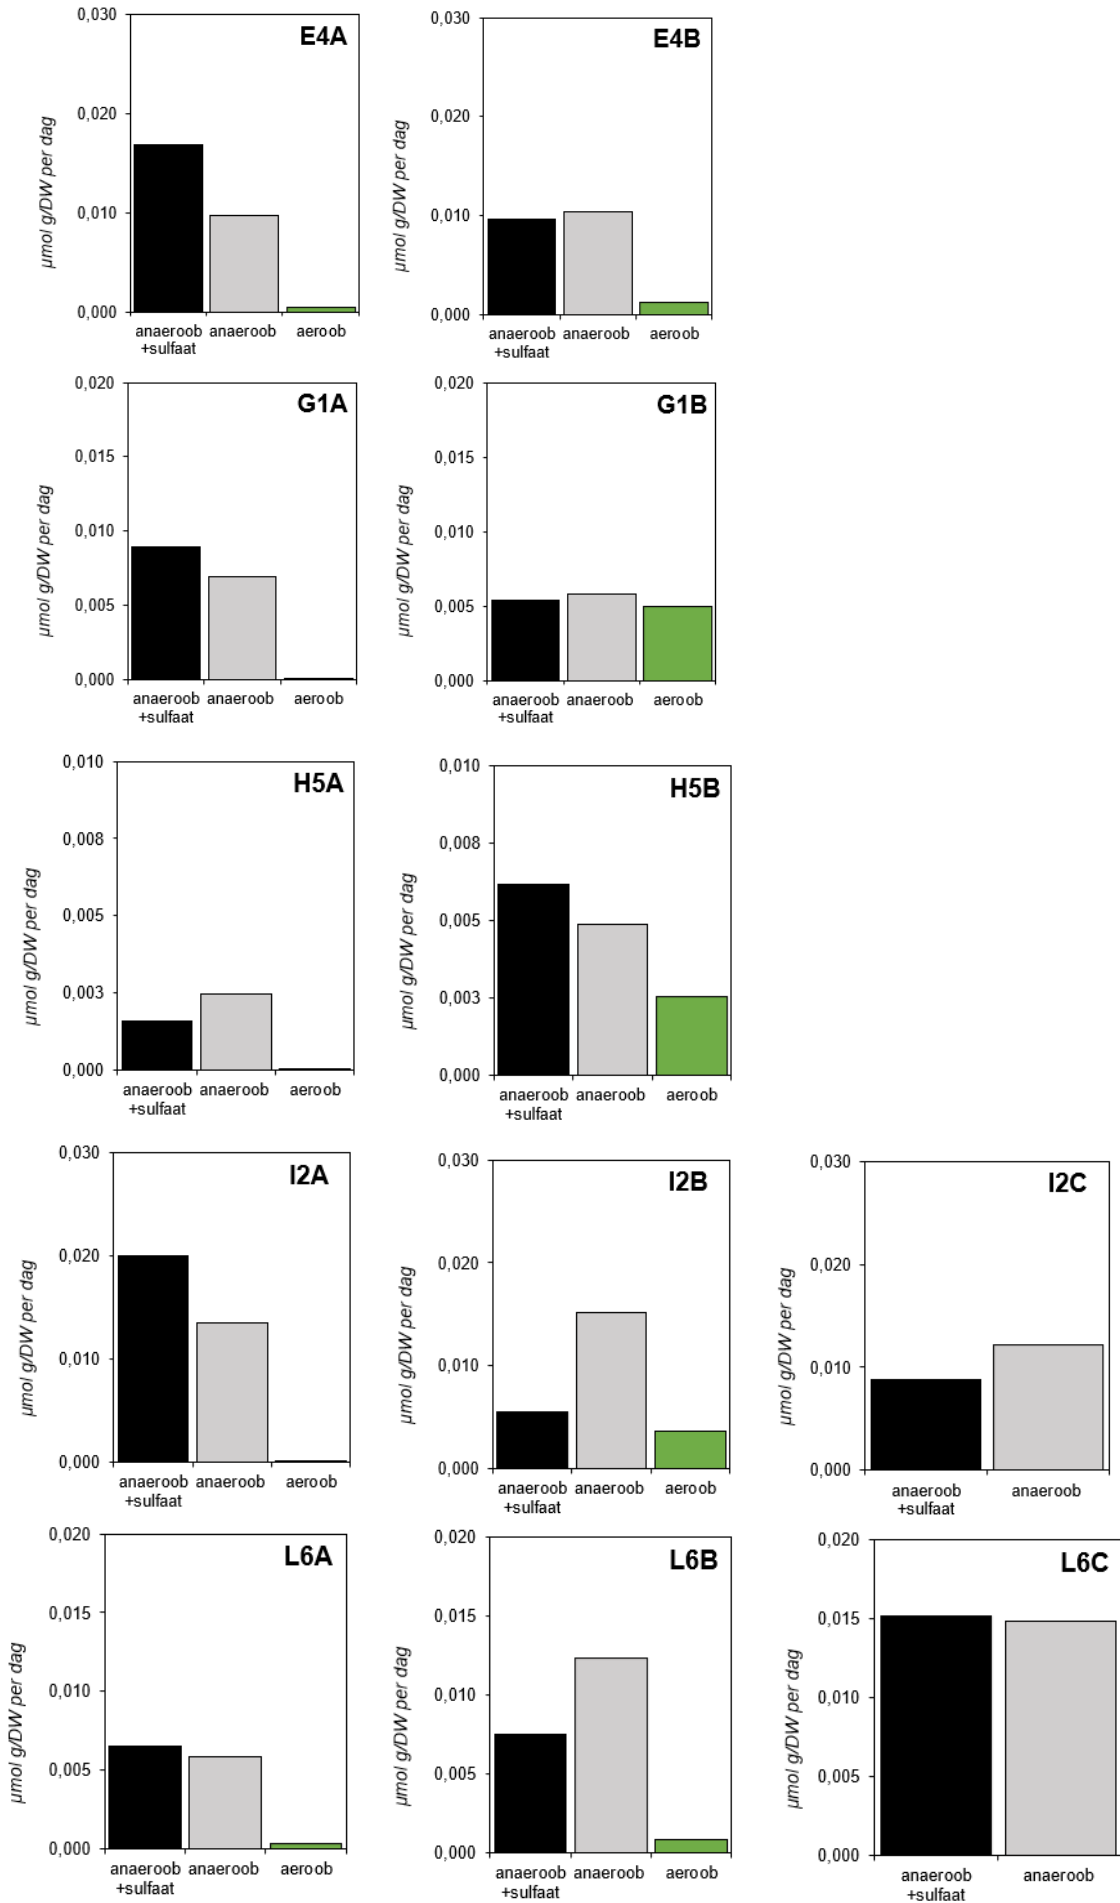 E4A
0,030
0,020
0,010
0,000
µmol g/DW per dag
anaeroob
+sulfaat
anaeroob
aeroob
E4B
0,030
0,020
0,010
0,000
µmol g/DW per dag
anaeroob
+sulfaat
anaeroob
aeroob
G1A
0,020
0,015
0,010
0,005
0,000
µmol g/DW per dag
anaeroob
+sulfaat
anaeroob
aeroob
G1B
0,020
0,015
0,010
0,005
0,000
µmol g/DW per dag
anaeroob
+sulfaat
anaeroob
aeroob
H5A
0,010
0,008
0,005
0,003
0,000
µmol g/DW per dag
anaeroob
+sulfaat
anaeroob
aeroob
H5B
0,010
0,008
0,005
0,003
0,000
µmol g/DW per dag
anaeroob
+sulfaat
anaeroob
aeroob
I2A
0,030
0,020
0,010
0,000
µmol g/DW per dag
anaeroob
+sulfaat
anaeroob
aeroob
I2B
0,030
0,020
0,010
0,000
µmol g/DW per dag
anaeroob
+sulfaat
anaeroob
aeroob
I2C
0,030
0,020
0,010
0,000
µmol g/DW per dag
anaeroob
+sulfaat
anaeroob
L6A
0,020
0,015
0,010
0,005
0,000
µmol g/DW per dag
anaeroob
+sulfaat
anaeroob
aeroob
L6B
0,020
0,015
0,010
0,005
0,000
µmol g/DW per dag
anaeroob
+sulfaat
anaeroob
aeroob
L6C
0,020
0,015
0,010
0,005
0,000
µmol g/DW per dag
anaeroob
+sulfaat
anaeroob